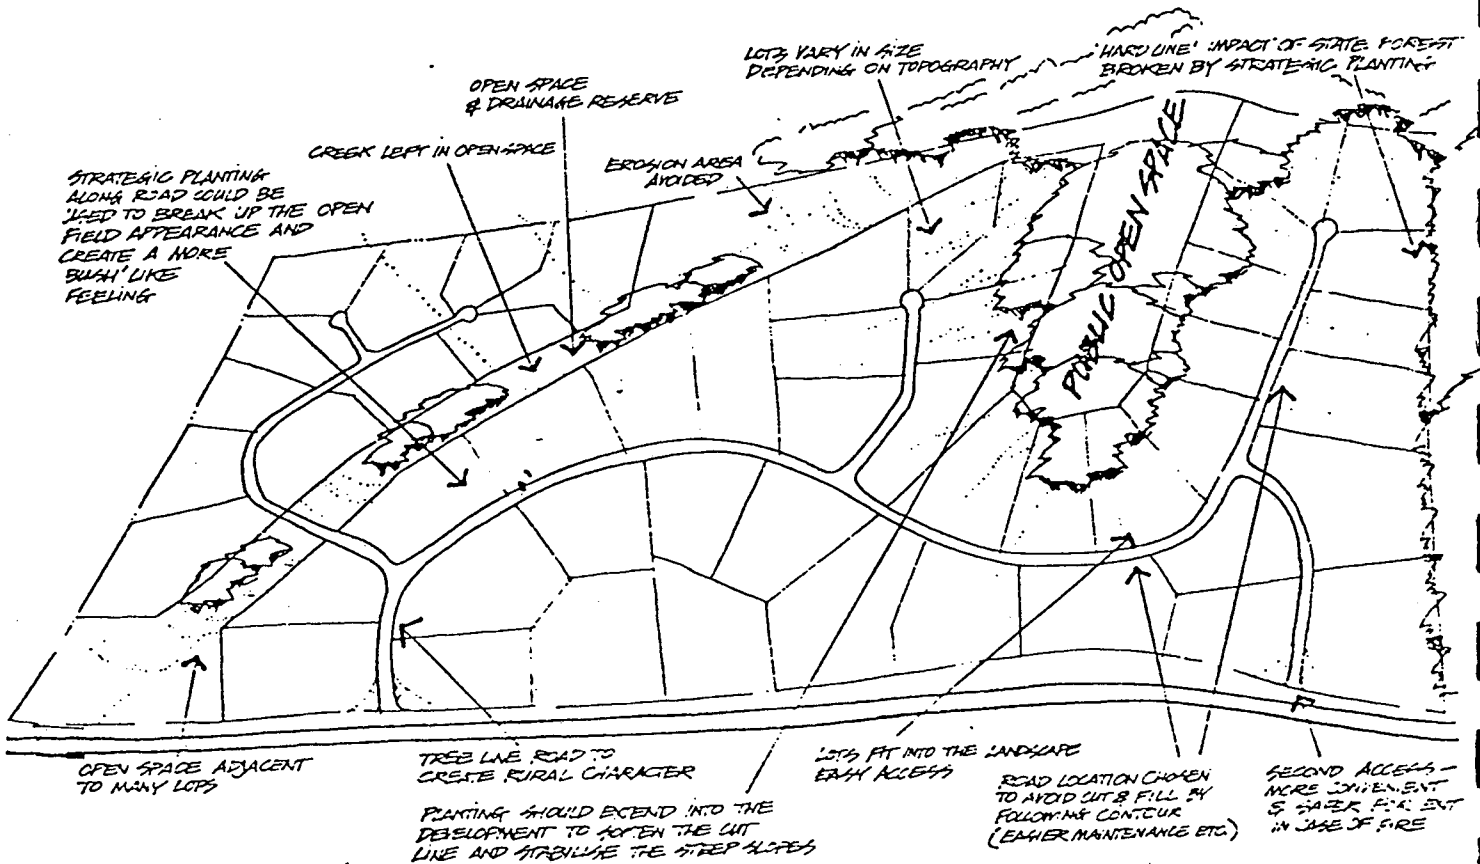 LOTS VARY IN SIZE
DEPENDING ON TOPOGRAPHY
'HARD LINE' IMPACT OF STATE FOREST
BROKEN BY STRATEGIC PLANTING
OPEN SPACE
& DRAINAGE RESERVE
CREEK LEFT IN OPEN SPACE
EROSION AREA
AVOIDED
STRATEGIC PLANTING
ALONG ROAD COULD BE
USED TO BREAK UP THE OPEN
FIELD APPEARANCE AND
CREATE A MORE
BUSH' LIKE
FEELING
PUBLIC OPEN SPACE
OPEN SPACE ADJACENT
TO MANY LOTS
TREE LINE ROAD TO
CREATE RURAL CHARACTER
PLANTING SHOULD EXTEND INTO THE
DEVELOPMENT TO SOFTEN THE CUT
LINE AND STABILISE THE STEEP SLOPES
LOTS FIT INTO THE LANDSCAPE
EASY ACCESS
ROAD LOCATION CHOSEN
TO AVOID CUT & FILL BY
FOLLOWING CONTOUR
(EASIER MAINTENANCE ETC.)
SECOND ACCESS -
MORE CONVENIENT
& SAFER
IN CASE OF FIRE